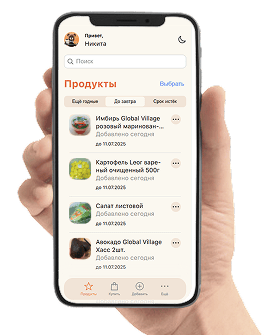 Привет,
Никита
Поиск
Продукты
Выбрать
Ещё годные
До завтра
Срок истёк
Имбирь Global Village
розовый маринован-...
Добавлено сегодня
до 11.07.2025
Картофель Leor варе-
ный очищенный 500г
Добавлено сегодня
до 11.07.2025
Салат листовой
Добавлено сегодня
до 11.07.2025
Авокадо Global Village
Хасс 2шт.
Добавлено сегодня
до 11.07.2025
Продукты
Купить
Добавить
Ещё